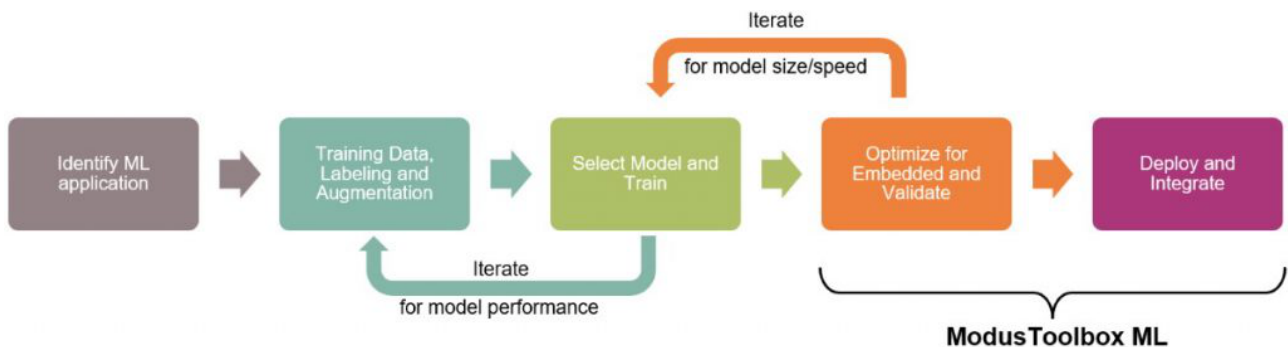 Iterate
for model size/speed
Identify ML
application
Training Data,
Labeling and
Augmentation
Select Model and
Train
Optimize for
Embedded and
Validate
Deploy and
Integrate
Iterate
for model performance
ModusToolbox ML